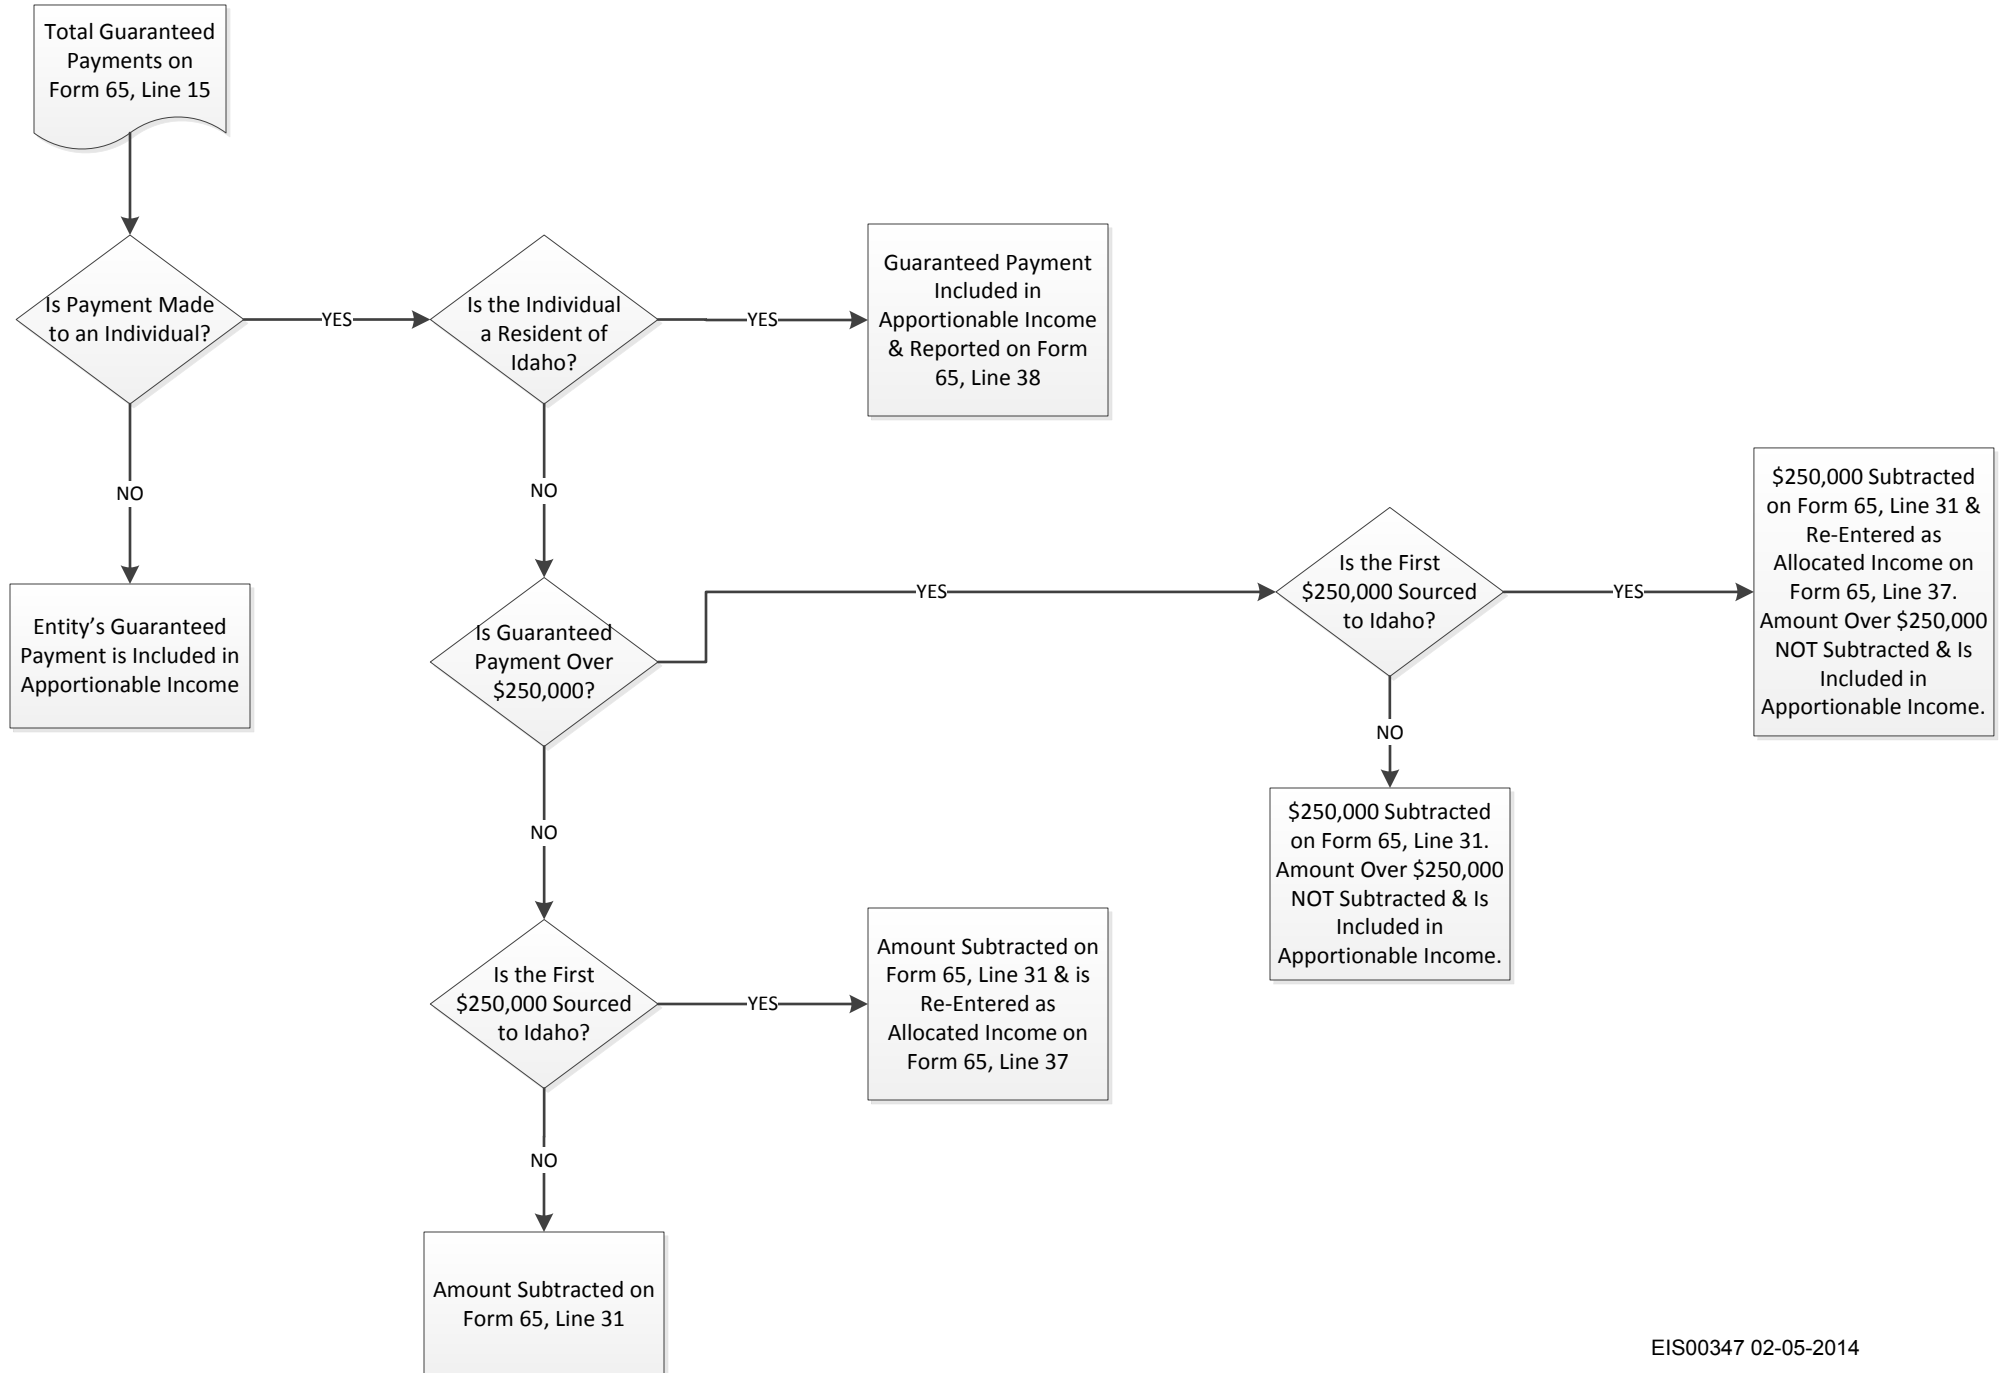 Total Guaranteed
Payments on
Form 65, Line 15
Is Payment Made
to an Individual?
YES
Is the Individual
a Resident of
Idaho?
YES
Guaranteed Payment
Included in
Apportionable Income
& Reported on Form
65, Line 38
NO
Entity's Guaranteed
Payment is Included in
Apportionable Income
NO
Is Guaranteed
Payment Over
$250,000?
YES
Is the First
$250,000 Sourced
to Idaho?
YES
$250,000 Subtracted
on Form 65, Line 31 &
Re-Entered as
Allocated Income on
Form 65, Line 37.
Amount Over $250,000
NOT Subtracted & Is
Included in
Apportionable Income.
NO
$250,000 Subtracted
on Form 65, Line 31.
Amount Over $250,000
NOT Subtracted & Is
Included in
Apportionable Income.
NO
Is the First
$250,000 Sourced
to Idaho?
YES
Amount Subtracted on
Form 65, Line 31 & is
Re-Entered as
Allocated Income on
Form 65, Line 37
NO
Amount Subtracted on
Form 65, Line 31
EIS00347 02-05-2014